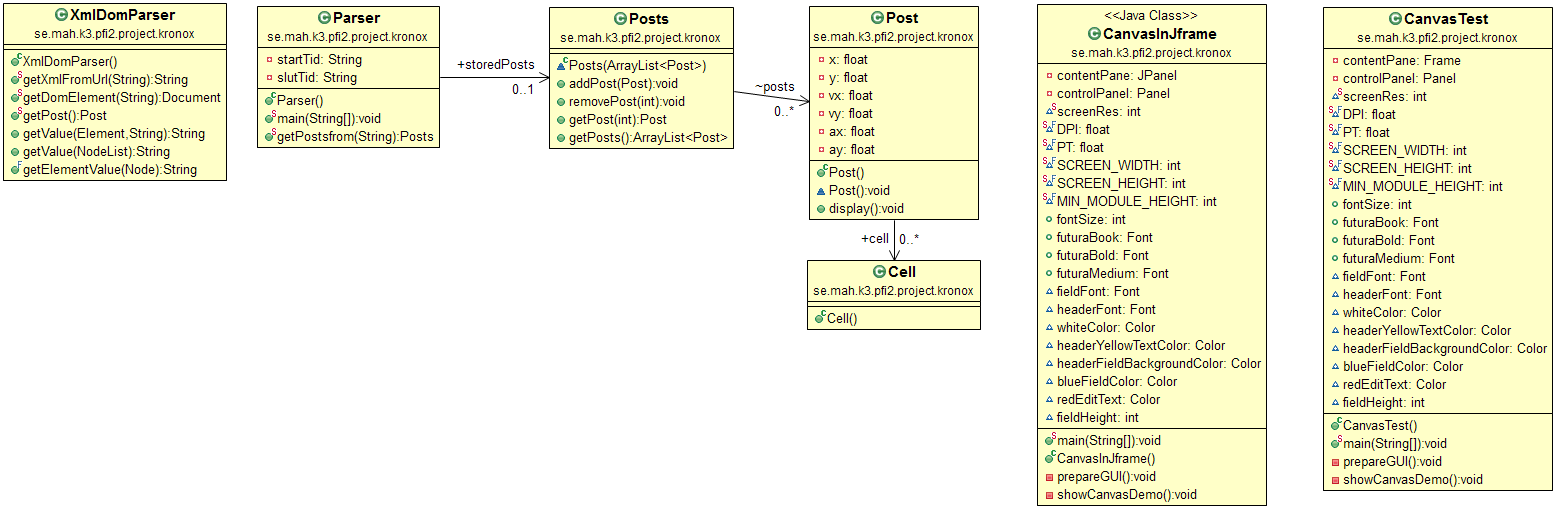 XmlDomParser
se.mah.k3.pfi2.project.kronox
XmlDomParser()
getXmlFromUrl(String):String
getDomElement(String):Document
getPost():Post
getValue(Element,String):String
getValue(NodeList):String
getElementValue(Node):String
Parser
se.mah.k3.pfi2.project.kronox
startTid: String
slutTid: String
Parser()
main(String[]):void
getPostsfrom(String):Posts
+storedPosts
0..1
Posts
se.mah.k3.pfi2.project.kronox
Posts(ArrayList<Post>)
addPost(Post):void
removePost(int):void
getPost(int):Post
getPosts():ArrayList<Post>
~posts
0..*
Post
se.mah.k3.pfi2.project.kronox
x: float
y: float
vx: float
vy: float
ax: float
ay: float
Post()
Post():void
display():void
+cell
0..*
Cell
se.mah.k3.pfi2.project.kronox
Cell()
<<Java Class>>
CanvasInJframe
se.mah.k3.pfi2.project.kronox
contentPane: JPanel
controlPanel: Panel
screenRes: int
DPI: float
PT: float
SCREEN_WIDTH: int
SCREEN_HEIGHT: int
MIN_MODULE_HEIGHT: int
fontSize: int
futuraBook: Font
futuraBold: Font
futuraMedium: Font
fieldFont: Font
headerFont: Font
whiteColor: Color
headerYellowTextColor: Color
headerFieldBackgroundColor: Color
blueFieldColor: Color
redEditText: Color
fieldHeight: int
main(String[]):void
CanvasInJframe()
prepareGUI():void
showCanvasDemo():void
CanvasTest
se.mah.k3.pfi2.project.kronox
contentPane: Frame
controlPanel: Panel
screenRes: int
DPI: float
PT: float
SCREEN_WIDTH: int
SCREEN_HEIGHT: int
MIN_MODULE_HEIGHT: int
fontSize: int
futuraBook: Font
futuraBold: Font
futuraMedium: Font
fieldFont: Font
headerFont: Font
whiteColor: Color
headerYellowTextColor: Color
headerFieldBackgroundColor: Color
blueFieldColor: Color
redEditText: Color
fieldHeight: int
CanvasTest()
main(String[]):void
prepareGUI():void
showCanvasDemo():void